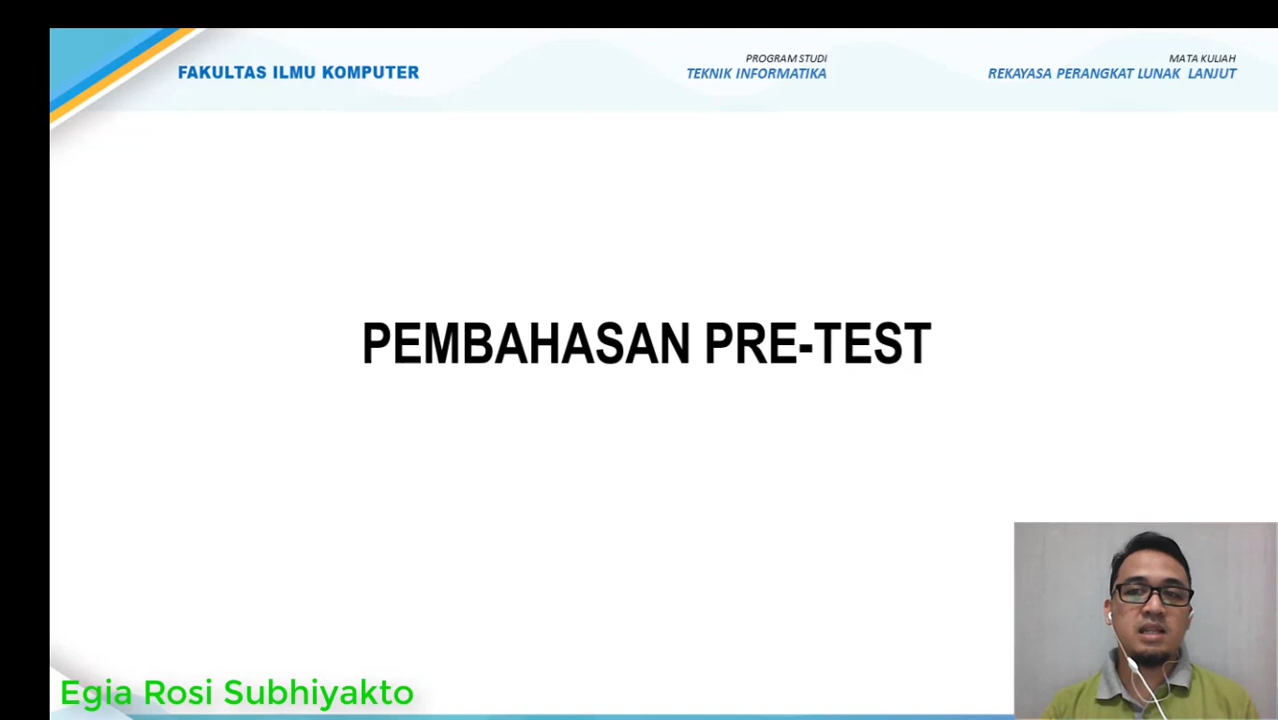 FAKULTAS ILMU KOMPUTER
PROGRAM STUDI
TEKNIK INFORMATIKA
MATA KULIAH
REKAYASA PERANGKAT LUNAK LANJUT
PEMBAHASAN PRE-TEST
Egia Rosi Subhiyakto